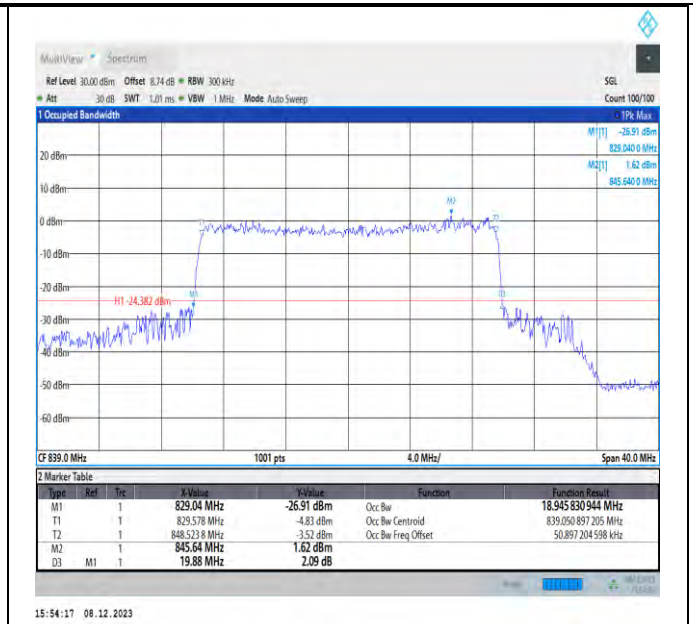 MultiView Spectrum
Ref Level 30.00 dBm Offset 8.74 dB RBW 300 kHz SGL
Att 30 dB SWT 1.01 ms VBW 1 MHz Mode Auto Sweep Count 100/100
1 Occupied Bandwidth 1Pk Max
M1[1] -26.91 dBm
829.040 0 MHz
20 dBm
M2[1] 1.62 dBm
845.640 0 MHz
10 dBm
M2
0 dBm
T1 T2
-10 dBm
-20 dBm
M1 D3
H1 -24.382 dBm
-30 dBm
-40 dBm
-50 dBm
-60 dBm
CF 839.0 MHz 1001 pts 4.0 MHz/ Span 40.0 MHz
2 Marker Table
Type Ref Trc X-Value Y-Value Function Function Result
M1 1 829.04 MHz -26.91 dBm Occ Bw 18.945 830 944 MHz
T1 1 829.578 MHz -4.83 dBm Occ Bw Centroid 839.050 897 205 MHz
T2 1 848.523 8 MHz -3.52 dBm Occ Bw Freq Offset 50.897 204 598 kHz
M2 1 845.64 MHz 1.62 dBm
D3 M1 1 19.88 MHz 2.09 dB
15:54:17 08.12.2023